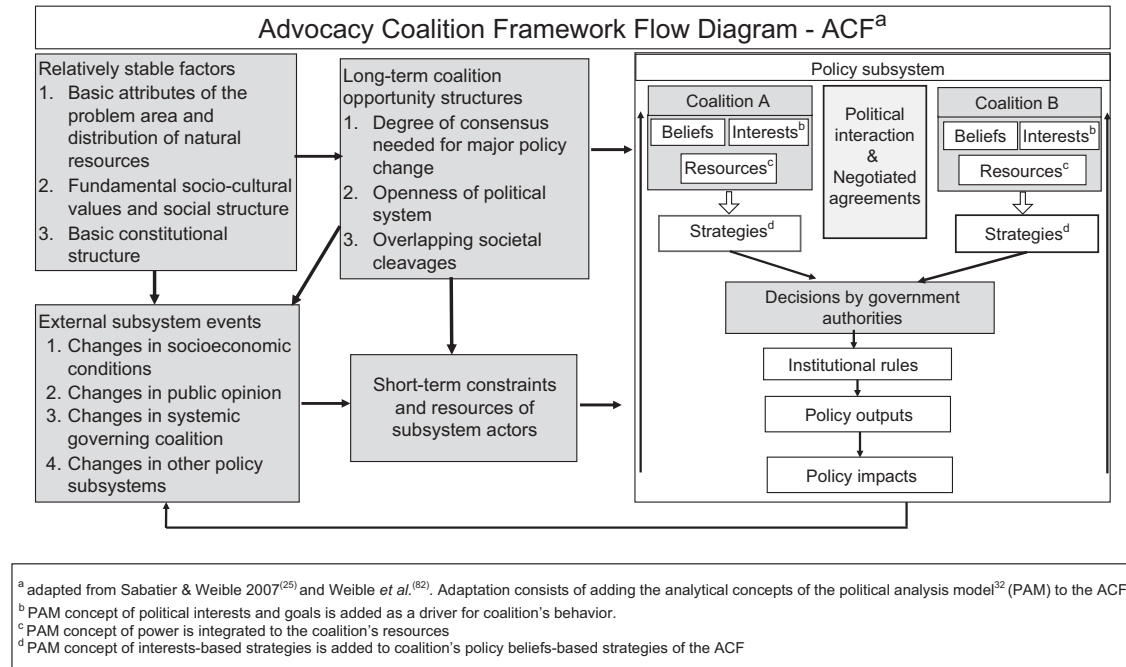 Advocacy Coalition Framework Flow Diagram - ACFa
Relatively stable factors
1. Basic attributes of the
problem area and
distribution of natural
resources
2. Fundamental socio-cultural
values and social structure
3. Basic constitutional
structure
Long-term coalition
opportunity structures
1. Degree of consensus
needed for major policy
change
2. Openness of political
system
3. Overlapping societal
cleavages
External subsystem events
1. Changes in socioeconomic
conditions
2. Changes in public opinion
3. Changes in systemic
governing coalition
4. Changes in other policy
subsystems
Short-term constraints
and resources of
subsystem actors
Policy subsystem
Coalition A
Beliefs
Interestsb
Resourcesc
Strategiesd
Political
interaction
&
Negotiated
agreements
Coalition B
Beliefs
Interestsb
Resourcesc
Strategiesd
Decisions by government
authorities
Institutional rules
Policy outputs
Policy impacts
a adapted from Sabatier & Weible 2007(25) and Weible et al.(82). Adaptation consists of adding the analytical concepts of the political analysis model32 (PAM) to the ACF
b PAM concept of political interests and goals is added as a driver for coalition's behavior.
c PAM concept of power is integrated to the coalition's resources
d PAM concept of interests-based strategies is added to coalition's policy beliefs-based strategies of the ACF